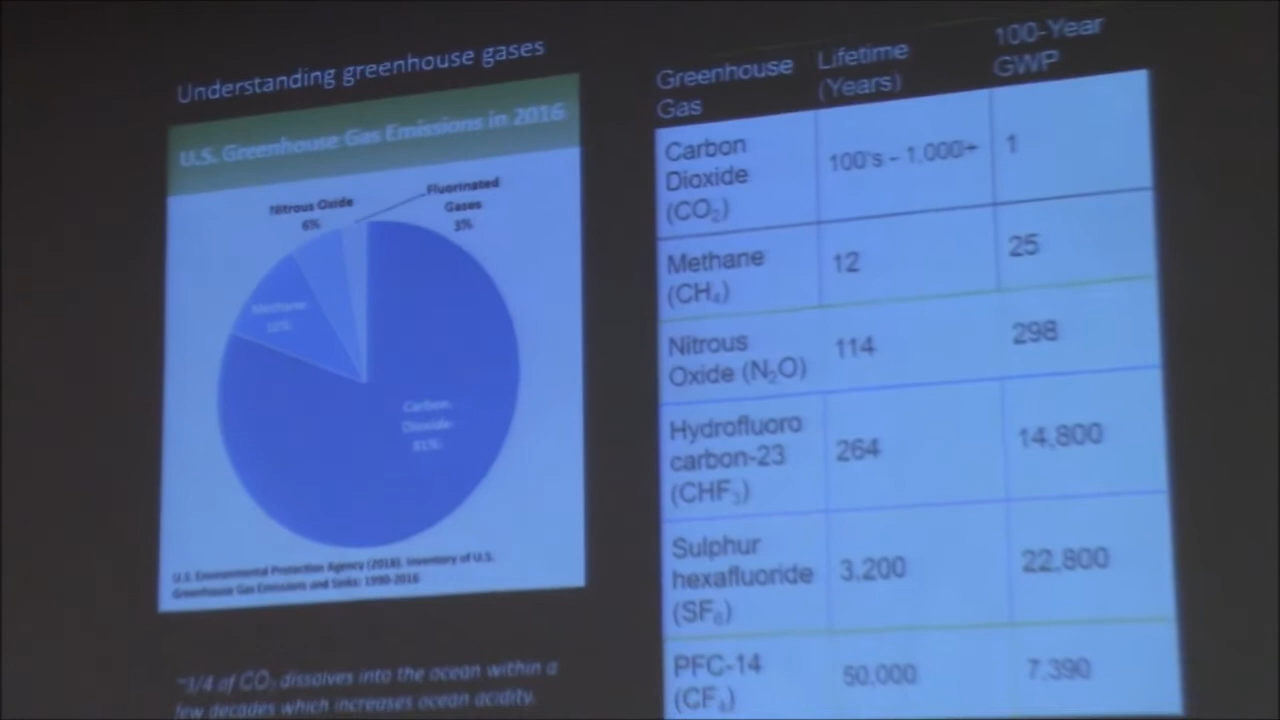 Understanding greenhouse gases
U.S. Greenhouse Gas Emissions in 2016
Nitrous Oxide
6%
Fluorinated
Gases
3%
Methane
10%
Carbon
Dioxide
81%
U.S. Environmental Protection Agency (2018). Inventory of U.S.
Greenhouse Gas Emissions and Sinks: 1990-2016
~3/4 of CO₂ dissolves into the ocean within a
few decades which increases ocean acidity.
Greenhouse
Gas
Lifetime
(Years)
100-Year
GWP
Carbon
Dioxide
(CO₂)
100's - 1,000+
1
Methane
(CH₄)
12
25
Nitrous
Oxide (N₂O)
114
298
Hydrofluoro
carbon-23
(CHF₃)
264
14,800
Sulphur
hexafluoride
(SF₆)
3,200
22,800
PFC-14
(CF₄)
50,000
7,390